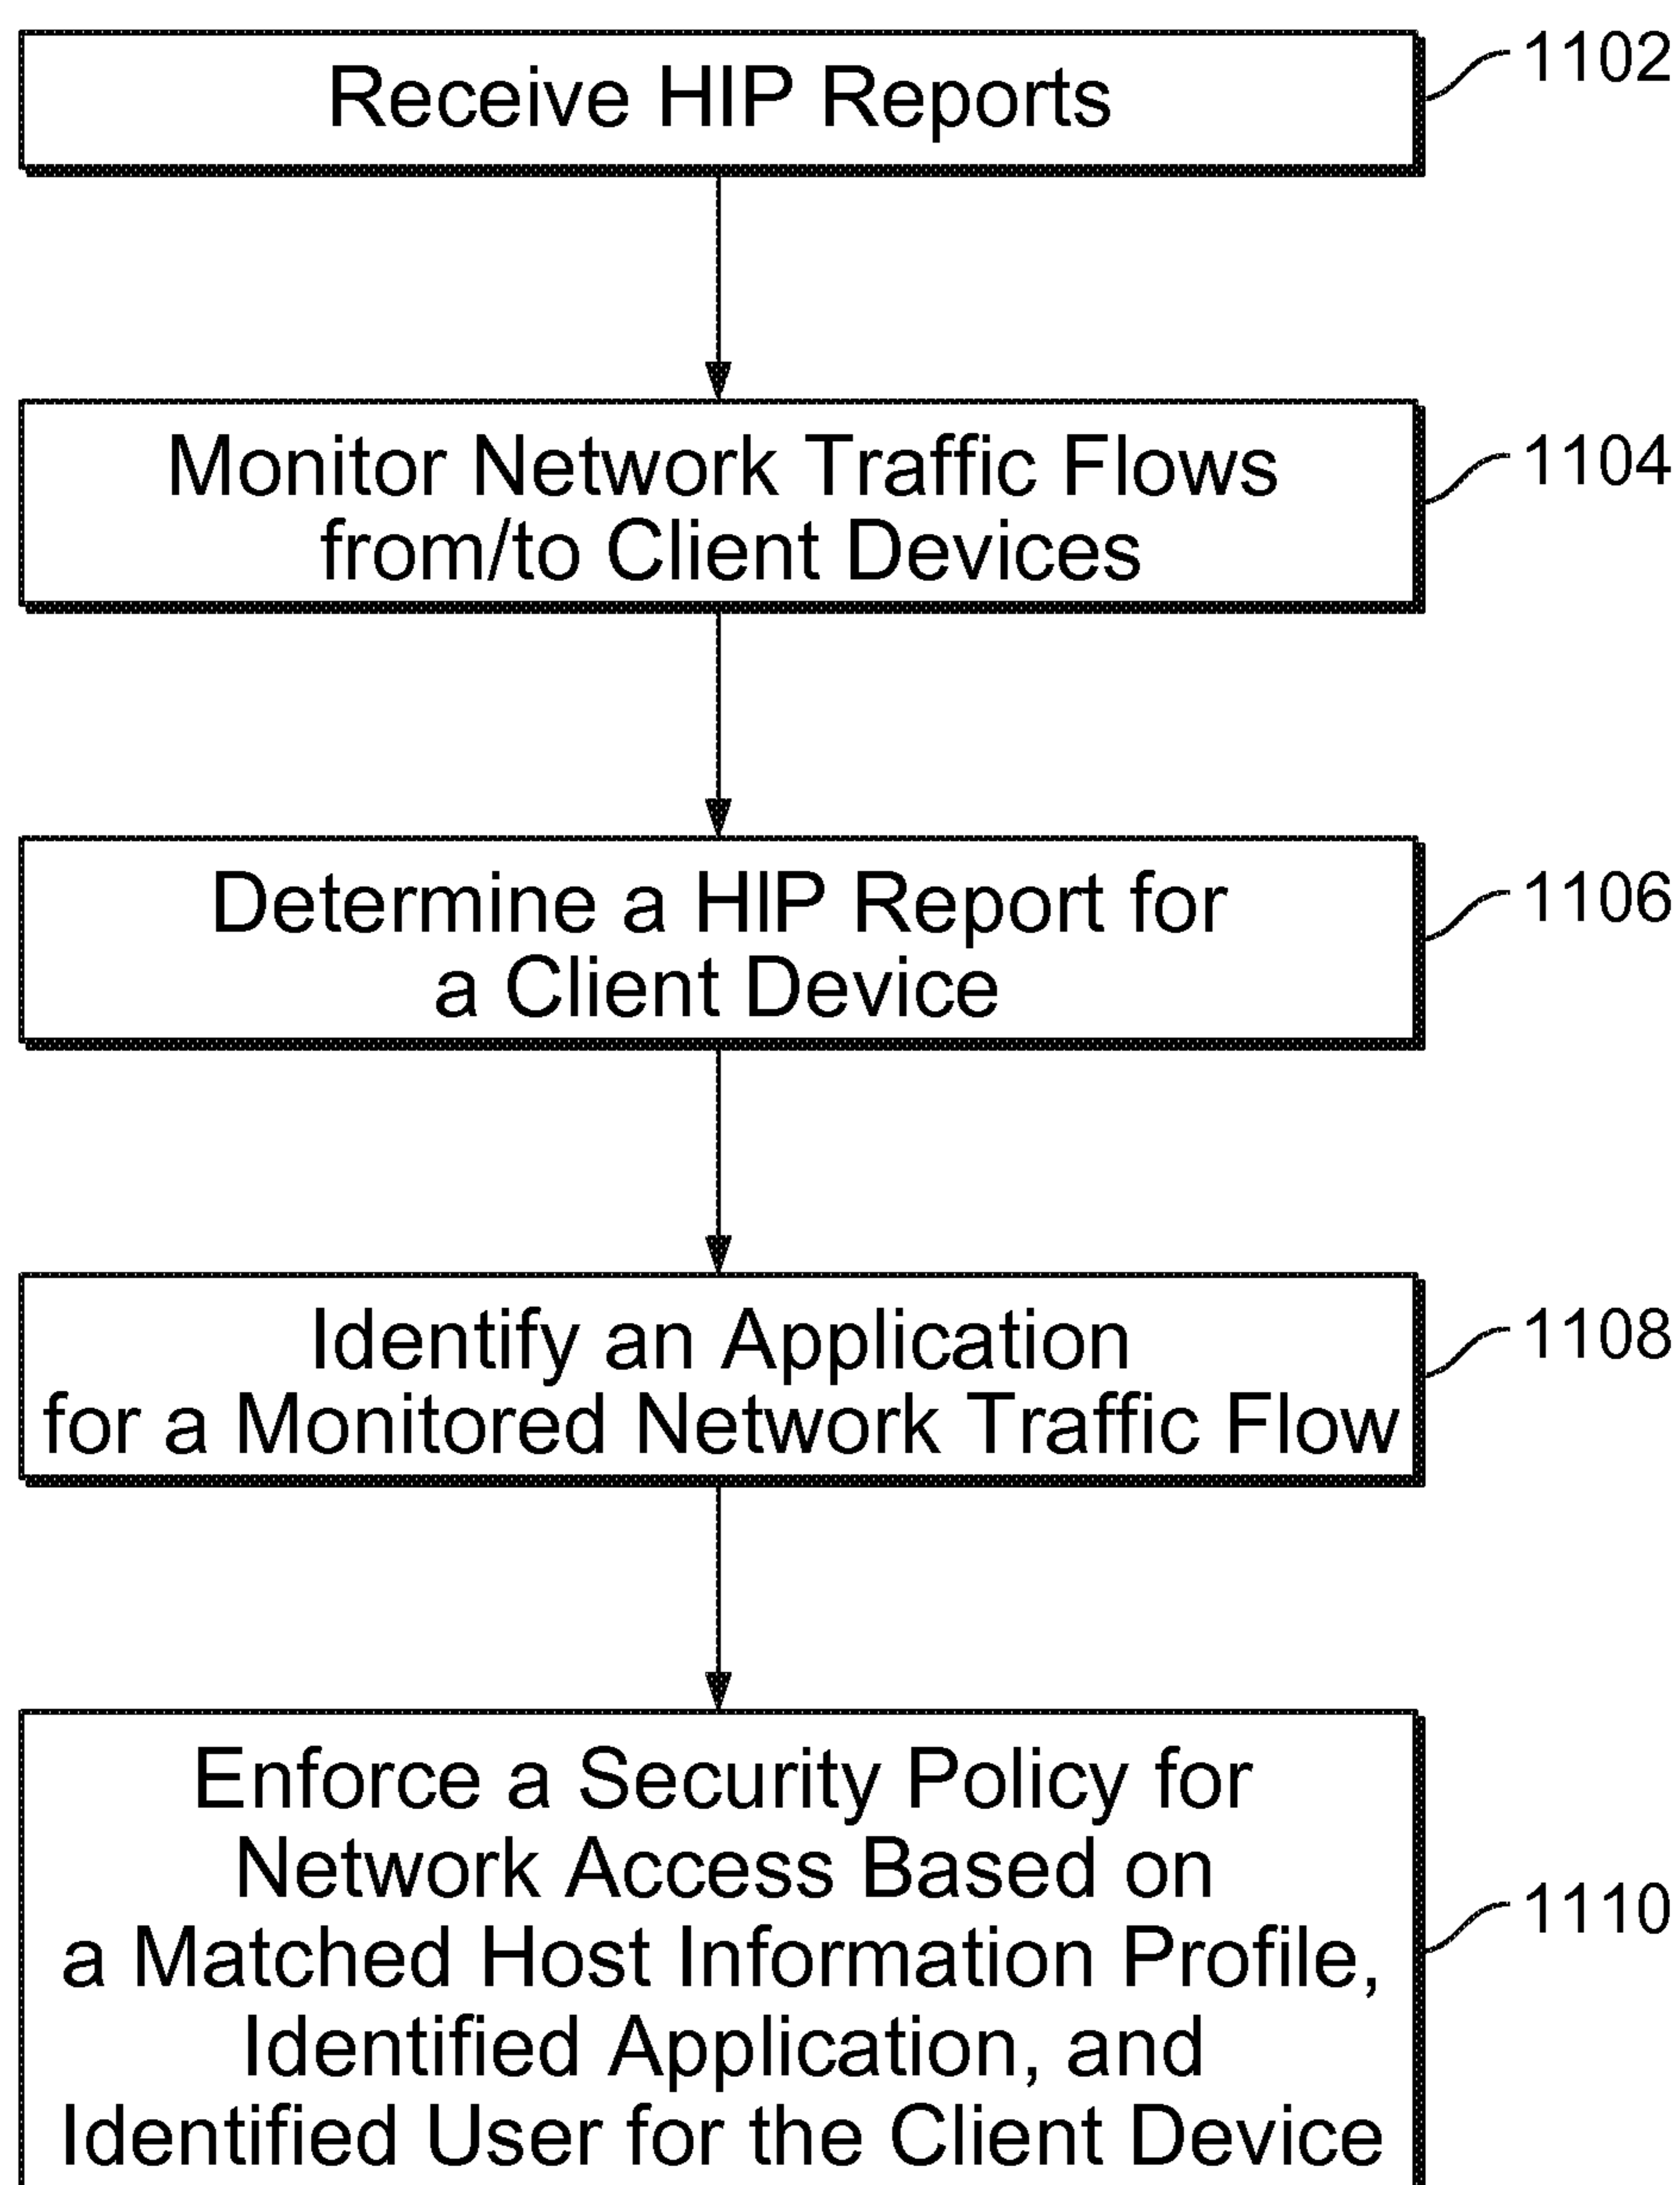 Receive HIP Reports
1102
Monitor Network Traffic Flows
from/to Client Devices
1104
Determine a HIP Report for
a Client Device
1106
Identify an Application
for a Monitored Network Traffic Flow
1108
Enforce a Security Policy for
Network Access Based on
a Matched Host Information Profile,
Identified Application, and
Identified User for the Client Device
1110